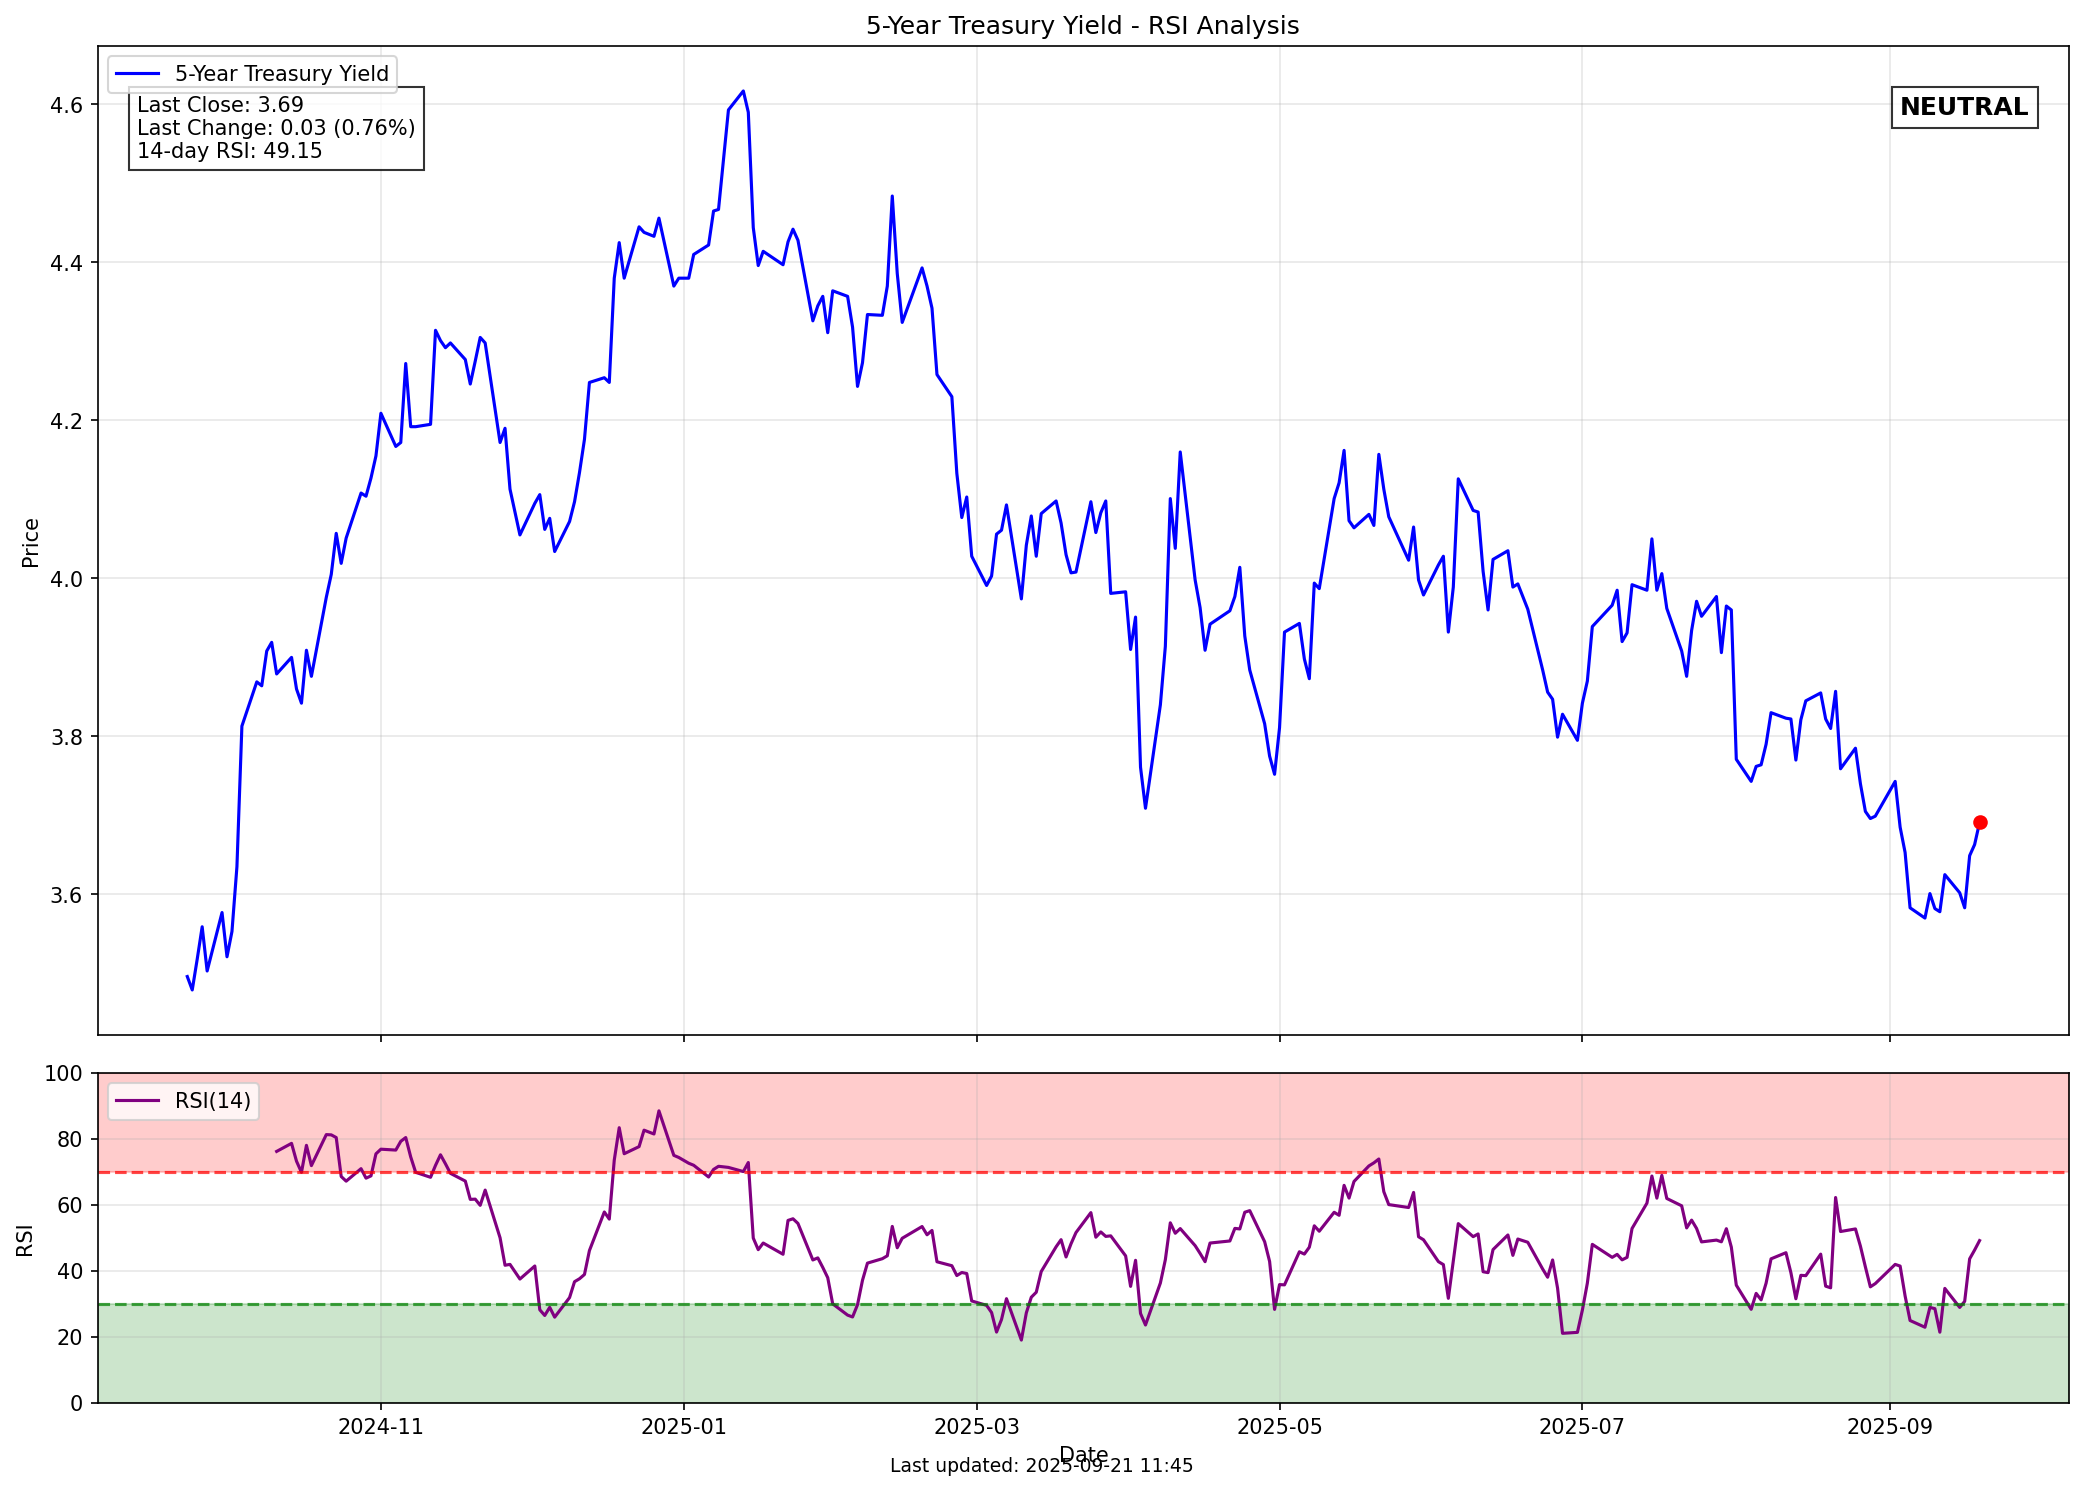 5-Year Treasury Yield - RSI Analysis
5-Year Treasury Yield
Last Close: 3.69
Last Change: 0.03 (0.76%)
14-day RSI: 49.15
NEUTRAL
Price
4.6
4.4
4.2
4.0
3.8
3.6
RSI(14)
RSI
100
80
60
40
20
0
2024-11
2025-01
2025-03
2025-05
2025-07
2025-09
Date
Last updated: 2025-09-21 11:45